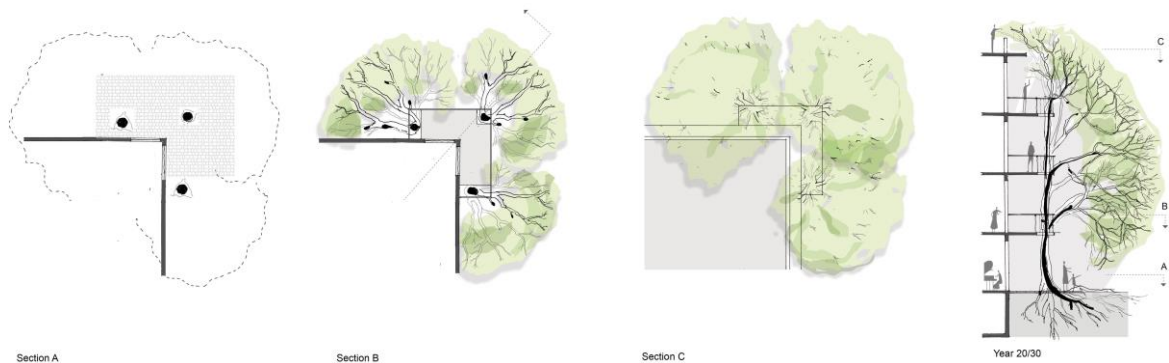 Section A
Section B
Section C
C
B
A
Year 20/30